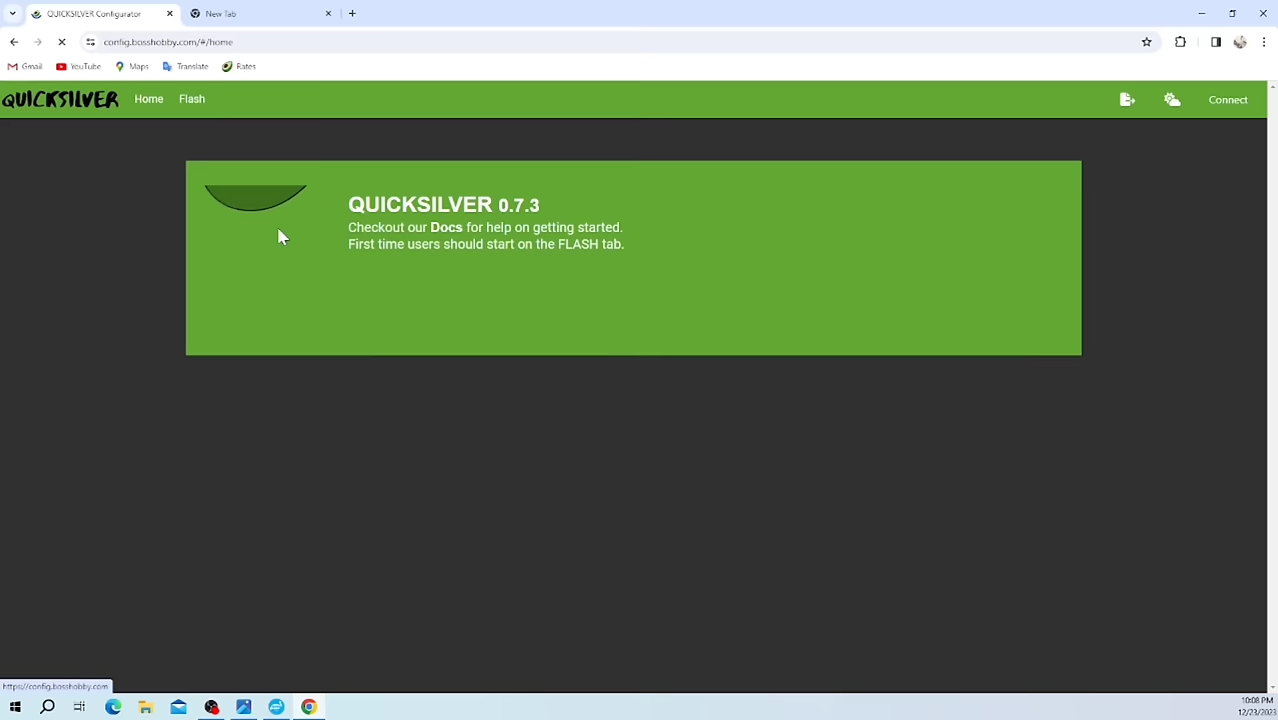 QUICKSILVER Configurator
New Tab
config.bosshobby.com/#/home
Gmail YouTube Maps Translate Rates
QUICKSILVER Home Flash Connect
QUICKSILVER 0.7.3
Checkout our Docs for help on getting started.
First time users should start on the FLASH tab.
https://config.bosshobby.com
10:08 PM
12/23/2023